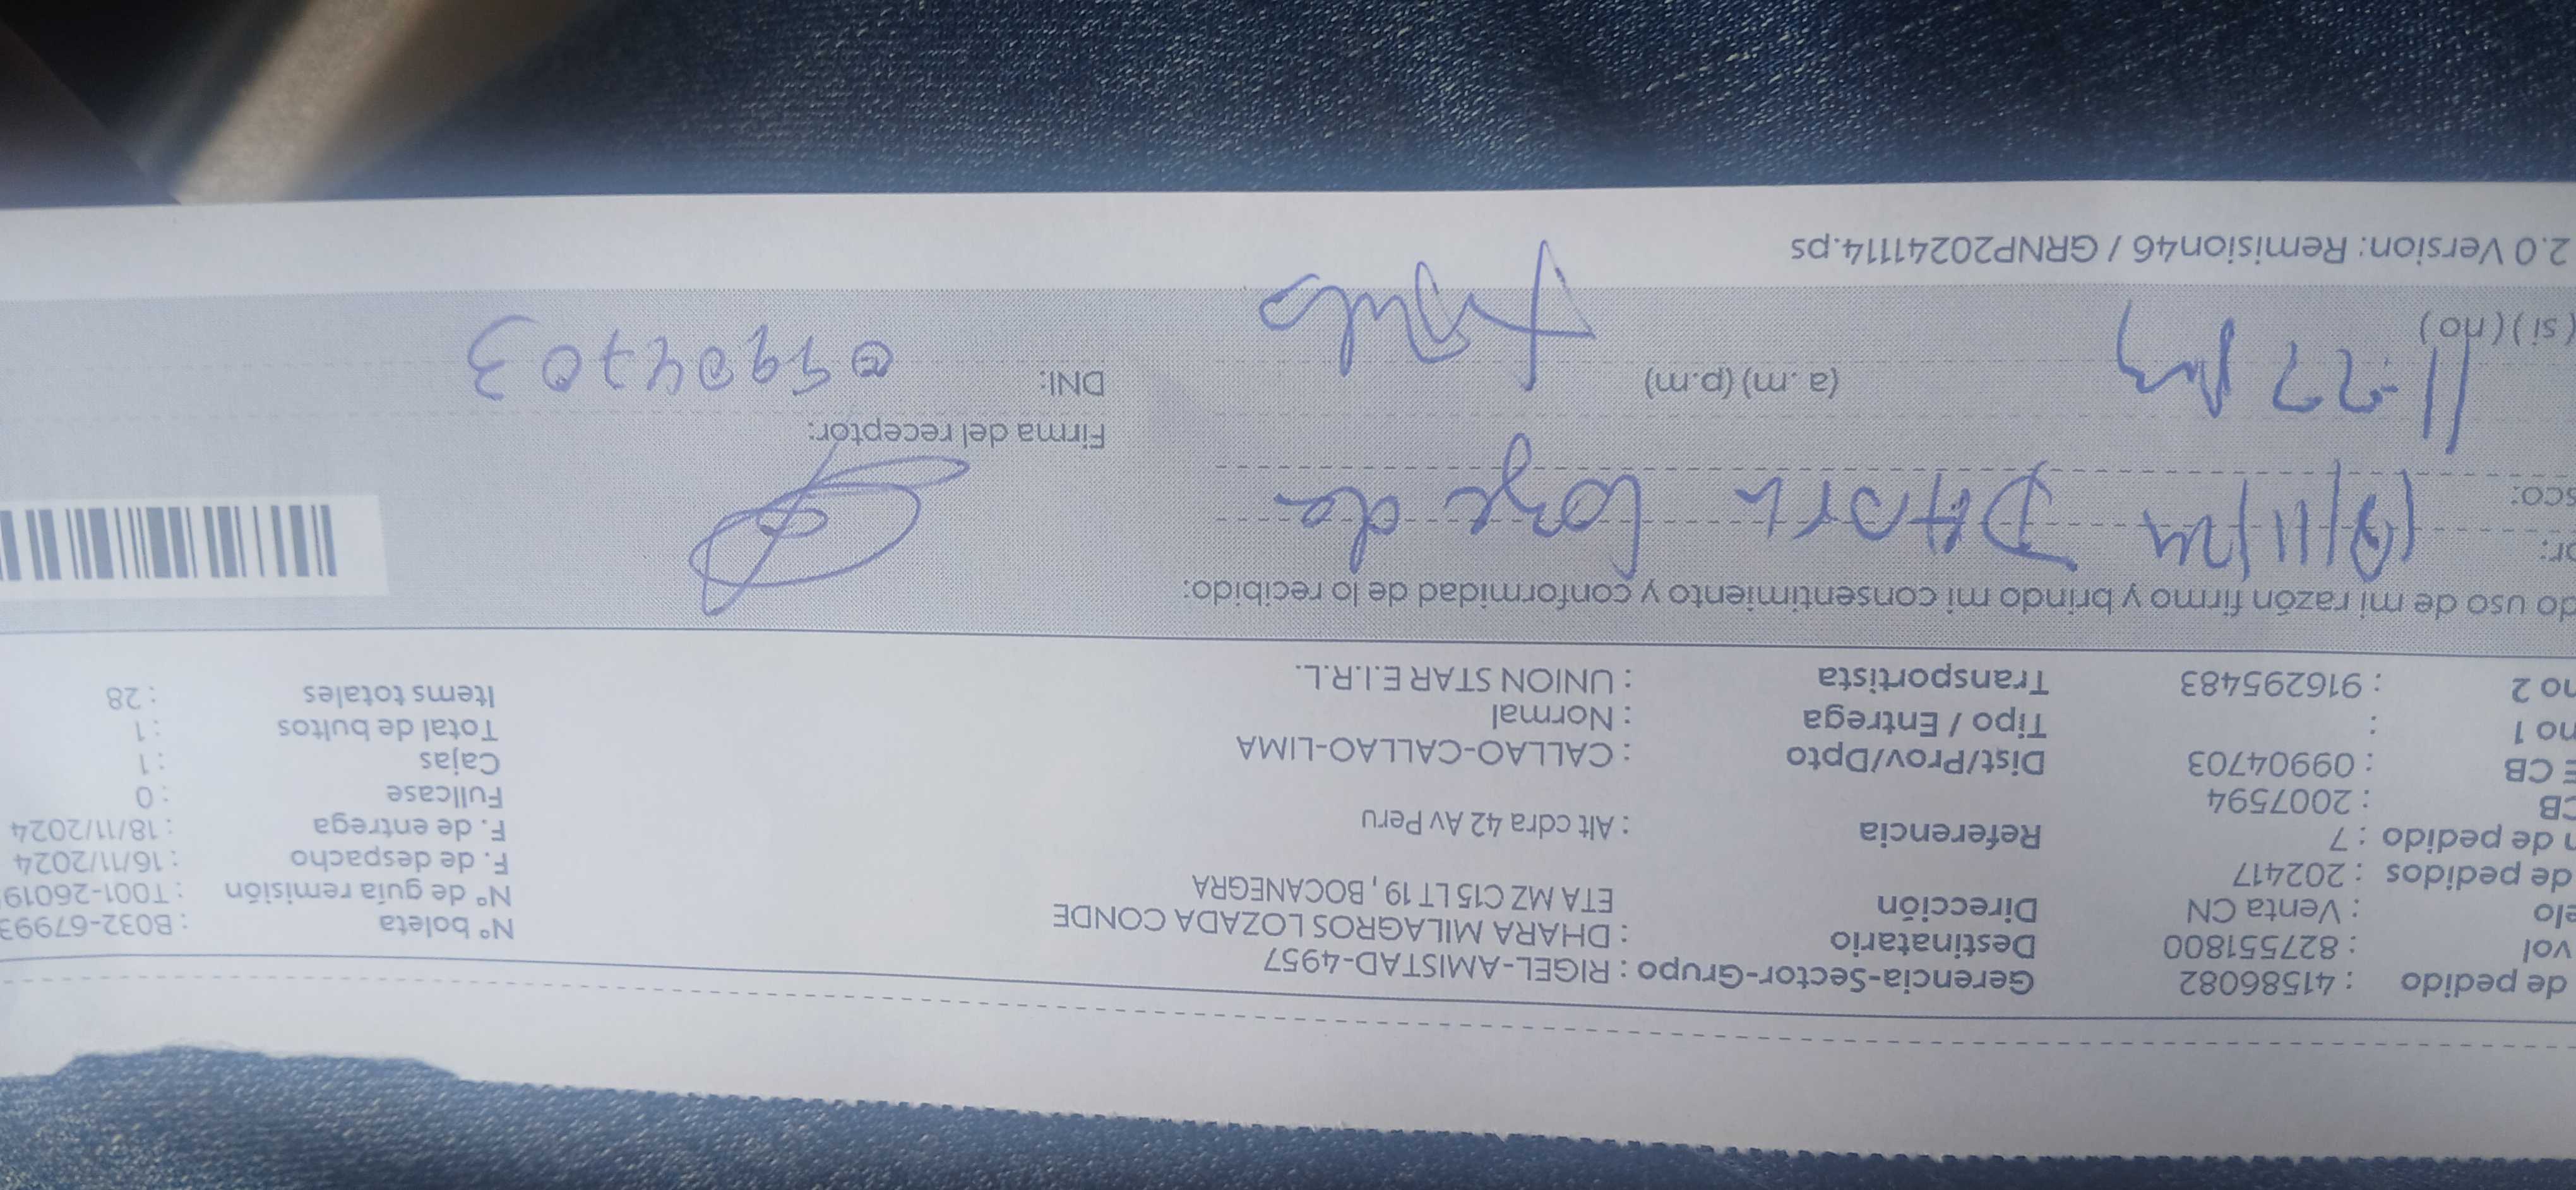 de pedido : 41586082 Gerencia-Sector-Grupo : RIGEL-AMISTAD-4957
vol : 827551800 Destinatario : DHARA MILAGROS LOZADA CONDE Nº boleta : B032-67993
elo : Venta CN Dirección ETA MZ C15 LT 19 , BOCANEGRA Nº de guía remisión : T001-26019
de pedidos : 202417 F. de despacho : 16/11/2024
n de pedido : 7 Referencia : Alt cdra 42 Av Peru F. de entrega : 18/11/2024
CB : 2007594 Fullcase : 0
E CB : 09904703 Dist/Prov/Dpto : CALLAO-CALLAO-LIMA Cajas : 1
no 1 : Tipo / Entrega : Normal Total de bultos : 1
no 2 : 916295483 Transportista : UNION STAR E.I.R.L. Items totales : 28
do uso de mi razón firmo y brindo mi consentimiento y conformidad de lo recibido:
or:
sco:
18/11/24 DHARA
Firma del receptor:
(a .m) (p.m) DNI: 09904703
( si ) ( no )
2.0 Version: Remision46 / GRNP20241114.ps